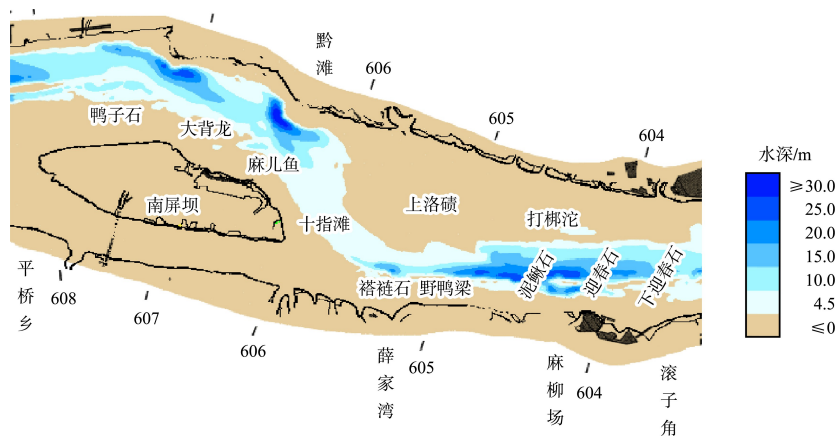 黔滩
606
605
604
鸭子石
大背龙
麻儿鱼
南屏坝
十指滩
上洛碛
打梆沱
泥鳅石
迎春石
下迎春石
褡裢石
野鸭梁
平桥乡
608
607
606
薛家湾
605
麻柳场
604
滚子角
水深/m
≥30.0
25.0
20.0
15.0
10.0
4.5
≤0